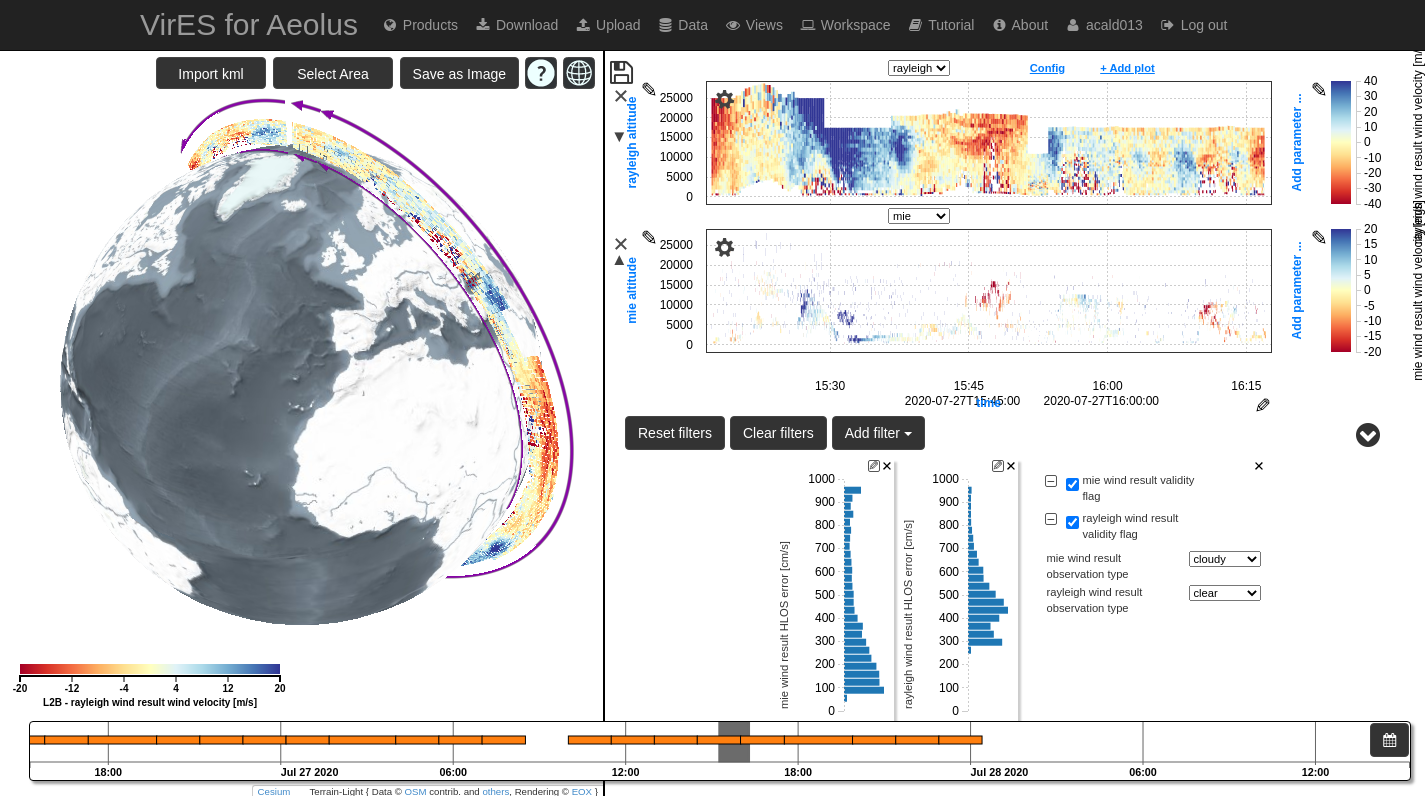 VirES for Aeolus Products Download Upload Data Views Workspace Tutorial About acald013 Log out
Import kml Select Area Save as Image ?
rayleigh Config + Add plot
rayleigh altitude
25000
20000
15000
10000
5000
0
Add parameter ...
40
30
20
10
0
-10
-20
-30
-40
mie
mie altitude
25000
20000
15000
10000
5000
0
Add parameter ...
20
15
10
5
0
-5
-10
-15
-20
mie wind result wind velocity [m/s]
15:30 15:45 16:00 16:15
2020-07-27T15:45:00 2020-07-27T16:00:00
time
Reset filters Clear filters Add filter
mie wind result HLOS error [cm/s]
1000
900
800
700
600
500
400
300
200
100
0
rayleigh wind result HLOS error [cm/s]
1000
900
800
700
600
500
400
300
200
100
0
mie wind result validity
flag
rayleigh wind result
validity flag
mie wind result cloudy
observation type
rayleigh wind result clear
observation type
-20 -12 -4 4 12 20
L2B - rayleigh wind result wind velocity [m/s]
18:00 Jul 27 2020 06:00 12:00 18:00 Jul 28 2020 06:00 12:00
Cesium Terrain-Light { Data © OSM contrib. and others, Rendering © EOX }